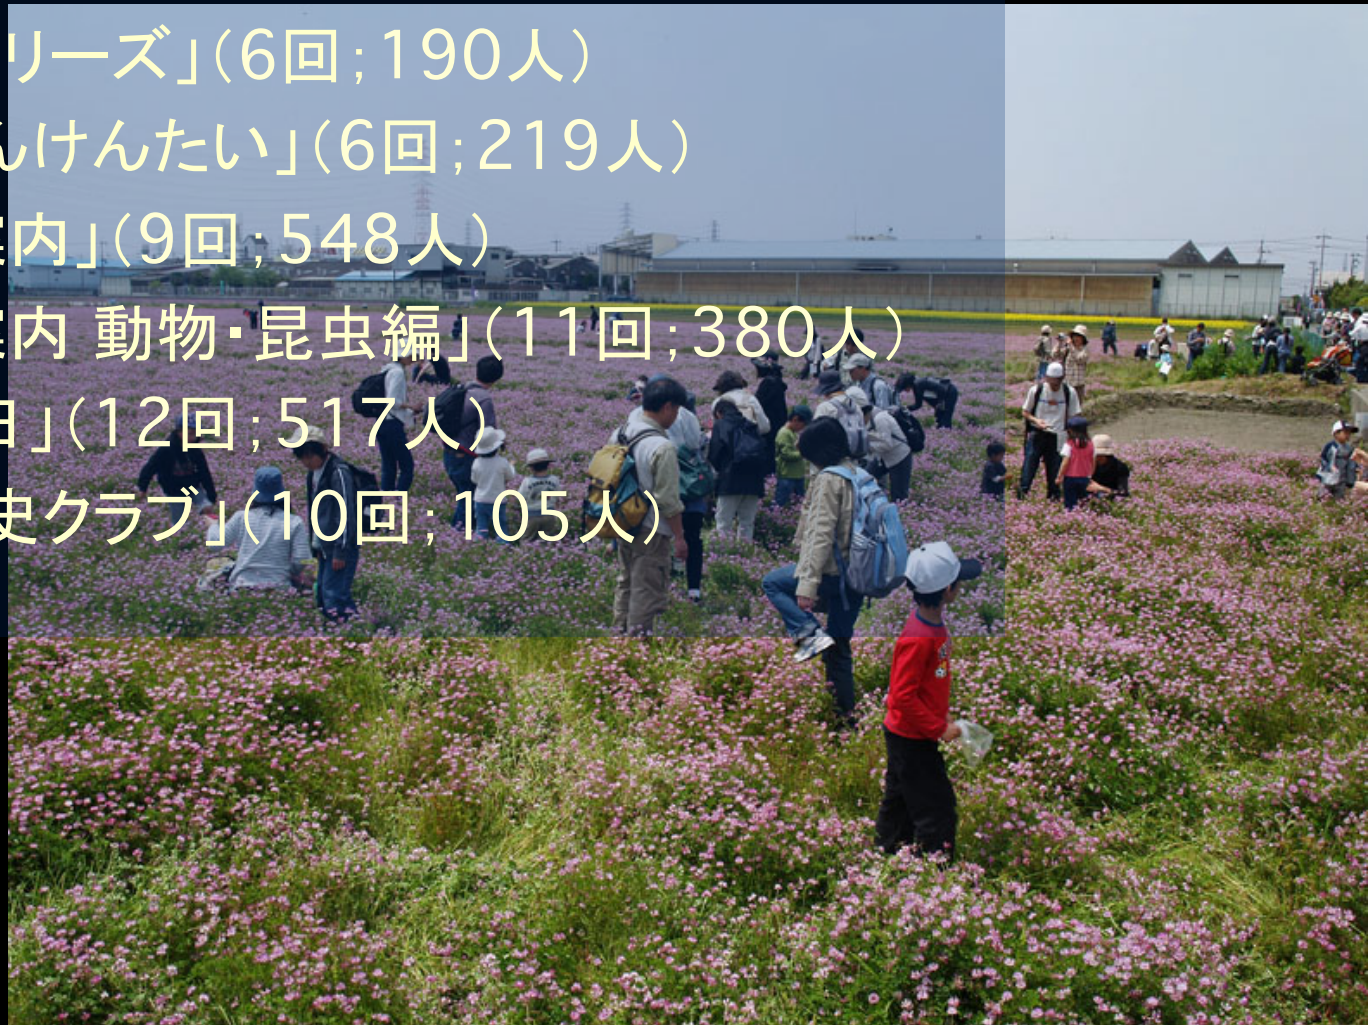 リーズ」（6回；190人）
んけんたい」（6回；219人）
案内」（9回；548人）
案内 動物・昆虫編」（11回；380人）
」（12回；517人）
史クラブ」（10回；105人）